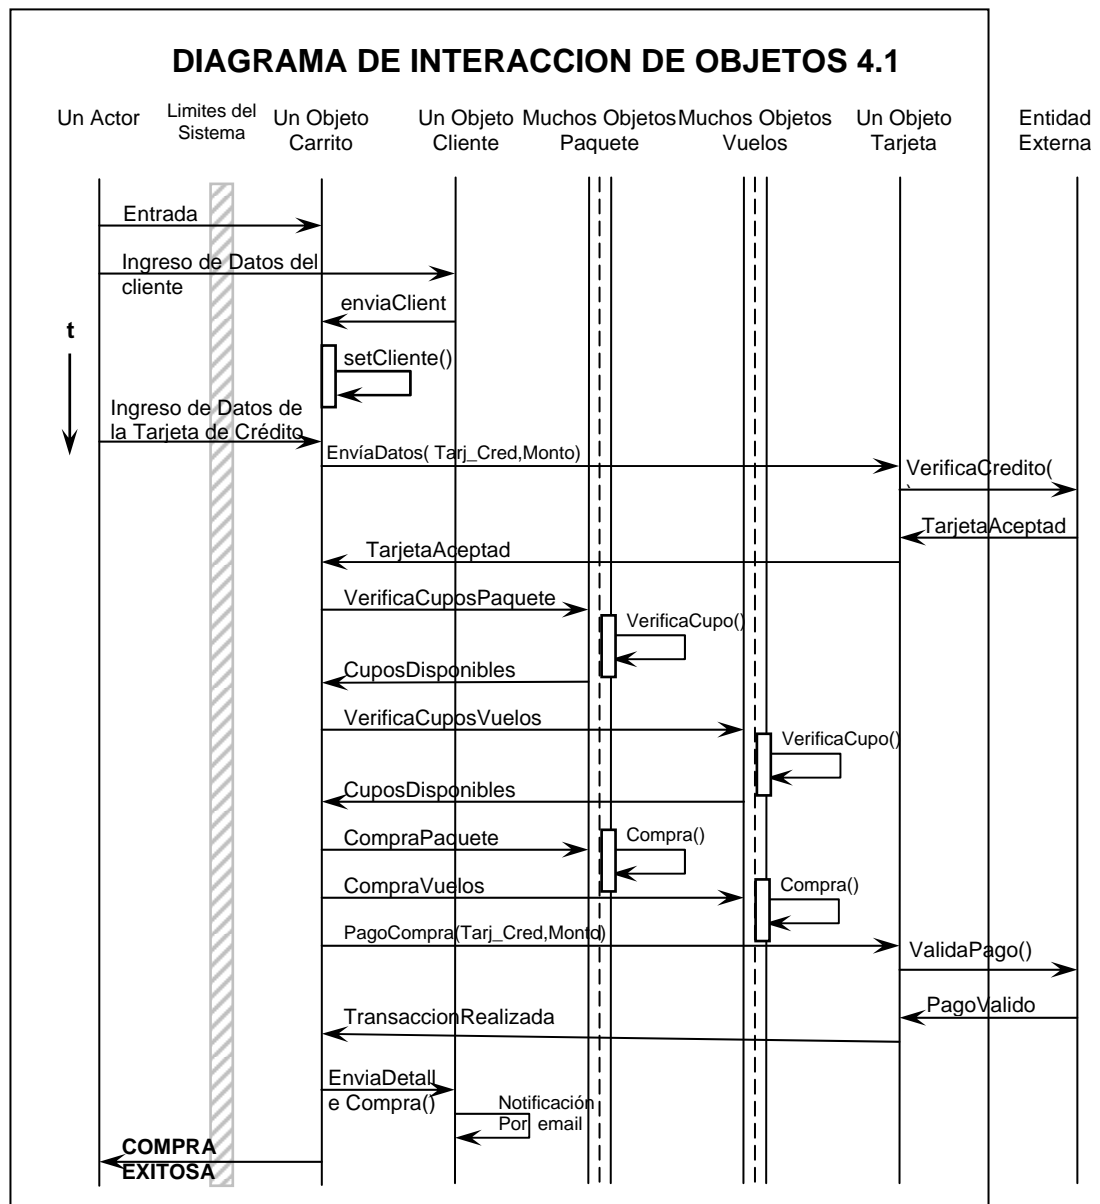 DIAGRAMA DE INTERACCION DE OBJETOS 4.1
Un Actor
Limites del
Sistema
Un Objeto
Carrito
Un Objeto
Cliente
Muchos Objetos
Paquete
Muchos Objetos
Vuelos
Un Objeto
Tarjeta
Entidad
Externa
Entrada
Ingreso de Datos del
cliente
enviaClient
t
setCliente()
Ingreso de Datos de
la Tarjeta de Crédito
EnvíaDatos( Tarj_Cred,Monto)
VerificaCredito(
TarjetaAceptad
TarjetaAceptad
VerificaCuposPaquete
VerificaCupo()
CuposDisponibles
VerificaCuposVuelos
VerificaCupo()
CuposDisponibles
CompraPaquete
Compra()
CompraVuelos
Compra()
PagoCompra(Tarj_Cred,Monto)
ValidaPago()
PagoValido
TransaccionRealizada
EnviaDetall
e Compra()
Notificación
Por email
COMPRA
EXITOSA